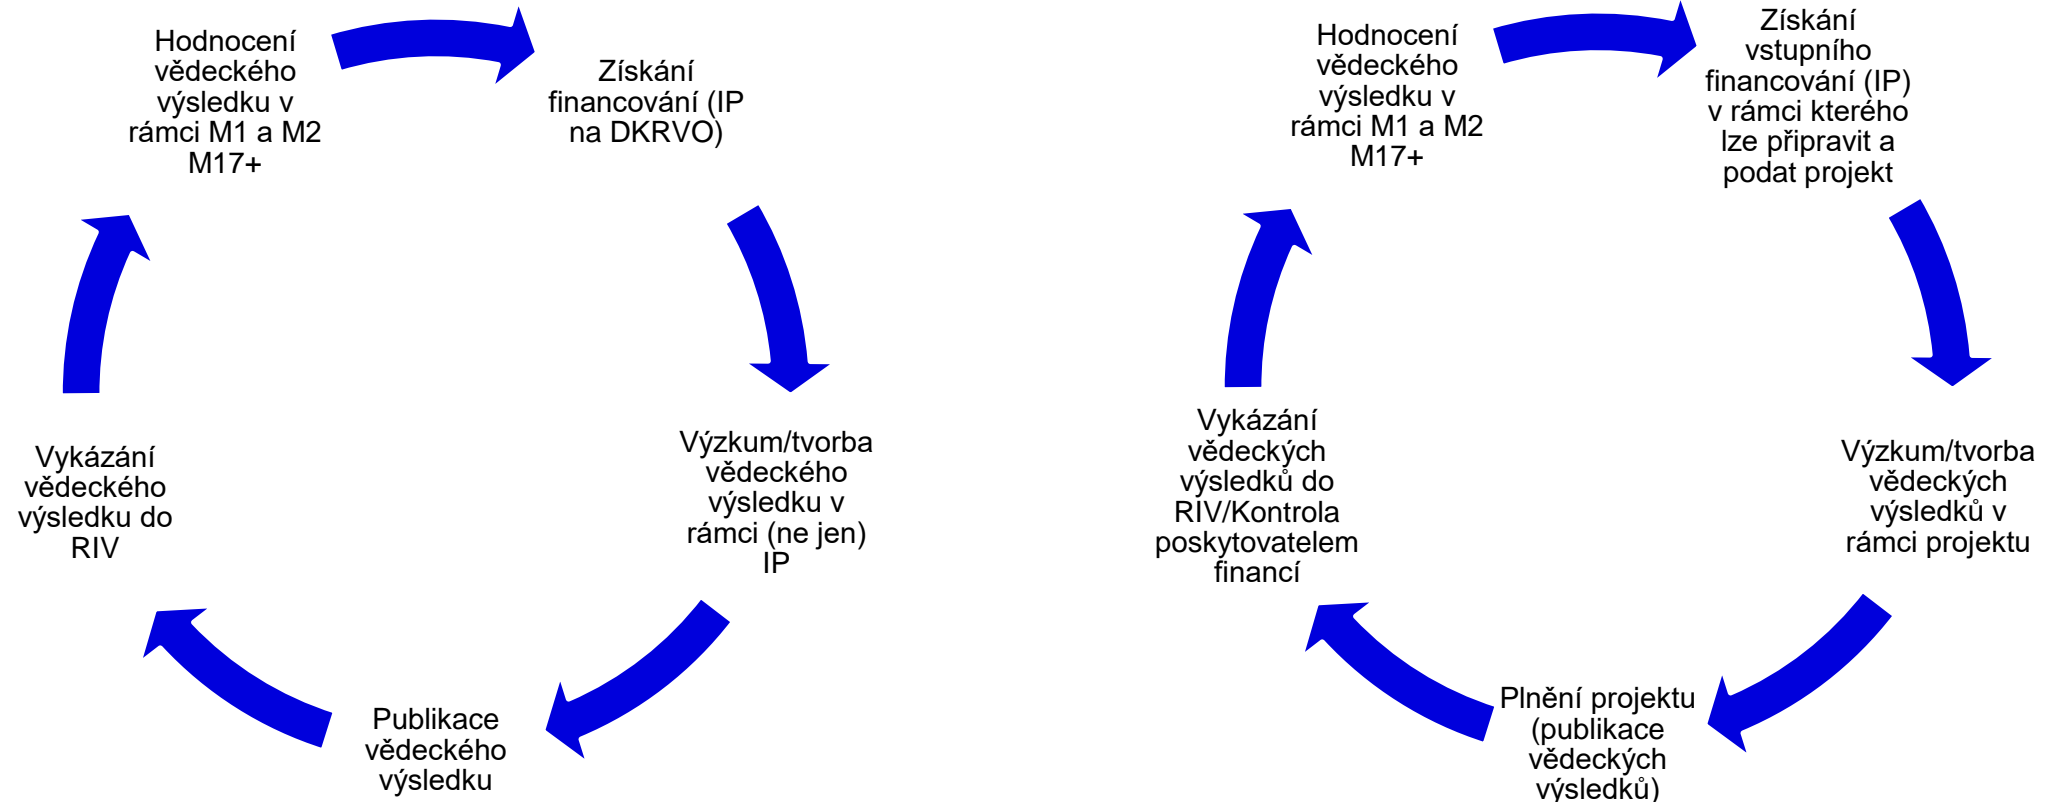 Hodnocení
vědeckého
výsledku v
rámci M1 a M2
M17+
Získání
financování (IP
na DKRVO)
Výzkum/tvorba
vědeckého
výsledku v
rámci (ne jen)
IP
Publikace
vědeckého
výsledku
Vykázání
vědeckého
výsledku do
RIV
Hodnocení
vědeckého
výsledku v
rámci M1 a M2
M17+
Získání
vstupního
financování (IP)
v rámci kterého
lze připravit a
podat projekt
Výzkum/tvorba
vědeckých
výsledků v
rámci projektu
Plnění projektu
(publikace
vědeckých
výsledků)
Vykázání
vědeckých
výsledků do
RIV/Kontrola
poskytovatelem
financí